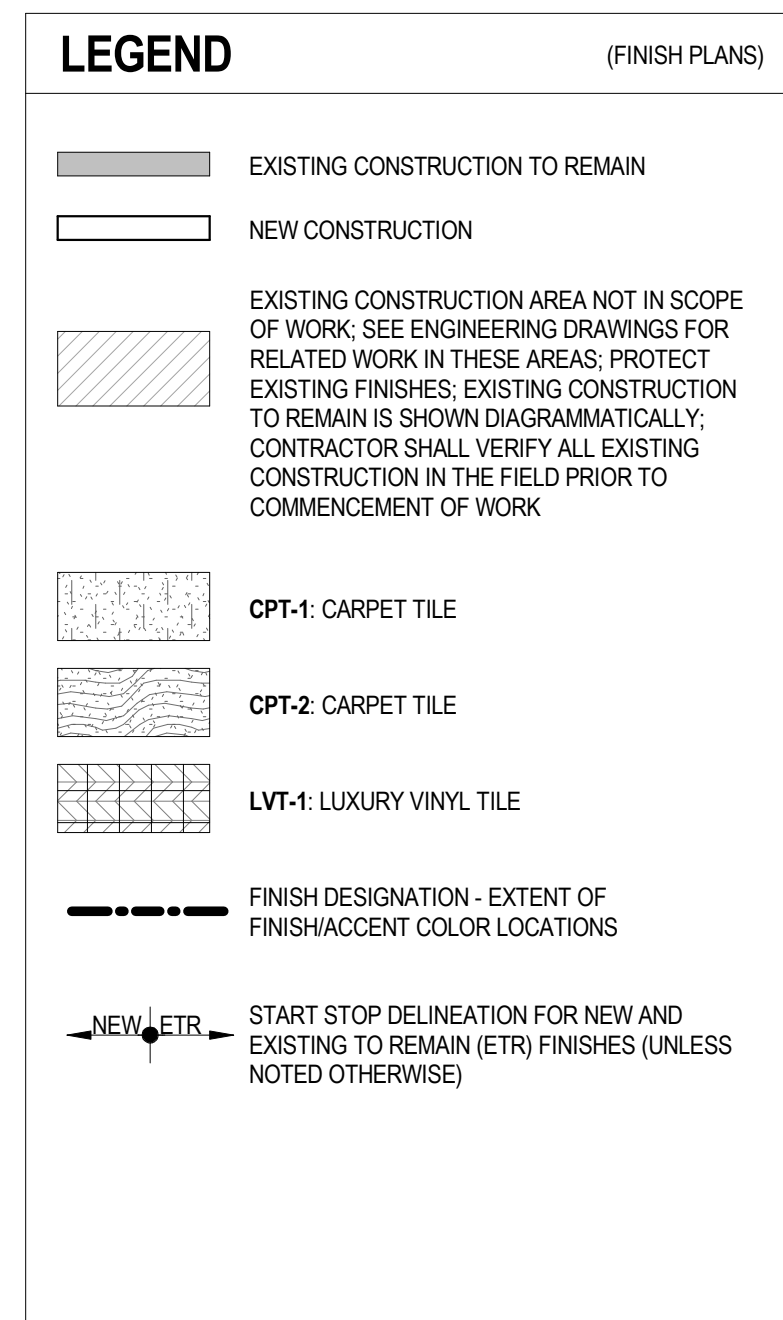 LEGEND
(FINISH PLANS)
EXISTING CONSTRUCTION TO REMAIN
NEW CONSTRUCTION
EXISTING CONSTRUCTION AREA NOT IN SCOPE
OF WORK; SEE ENGINEERING DRAWINGS FOR
RELATED WORK IN THESE AREAS; PROTECT
EXISTING FINISHES; EXISTING CONSTRUCTION
TO REMAIN IS SHOWN DIAGRAMMATICALLY;
CONTRACTOR SHALL VERIFY ALL EXISTING
CONSTRUCTION IN THE FIELD PRIOR TO
COMMENCEMENT OF WORK
CPT-1: CARPET TILE
CPT-2: CARPET TILE
LVT-1: LUXURY VINYL TILE
FINISH DESIGNATION - EXTENT OF
FINISH/ACCENT COLOR LOCATIONS
NEW ETR
START STOP DELINEATION FOR NEW AND
EXISTING TO REMAIN (ETR) FINISHES (UNLESS
NOTED OTHERWISE)